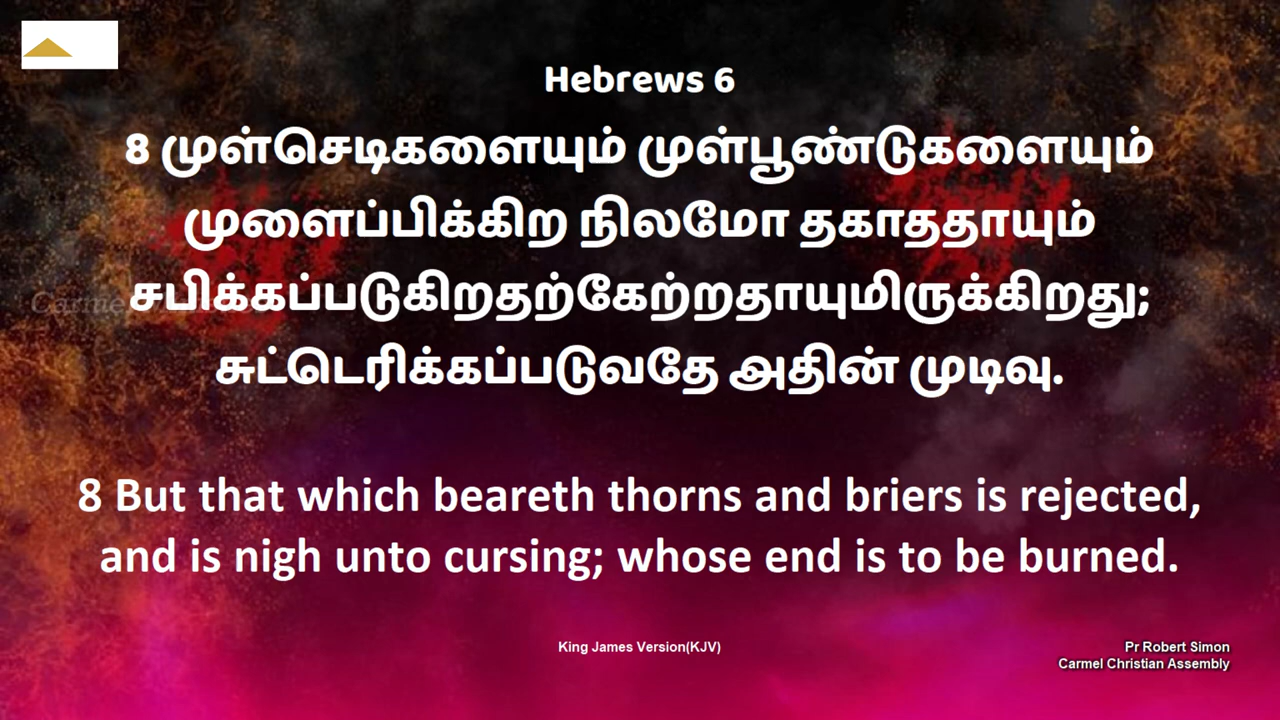 Hebrews 6
8 முள்செடிகளையும் முள்பூண்டுகளையும்
முளைப்பிக்கிற நிலமோ தகாததாயும்
சபிக்கப்படுகிறதற்கேற்றதாயுமிருக்கிறது;
சுட்டெரிக்கப்படுவதே அதின் முடிவு.
8 But that which beareth thorns and briers is rejected,
and is nigh unto cursing; whose end is to be burned.
King James Version(KJV)
Pr Robert Simon
Carmel Christian Assembly